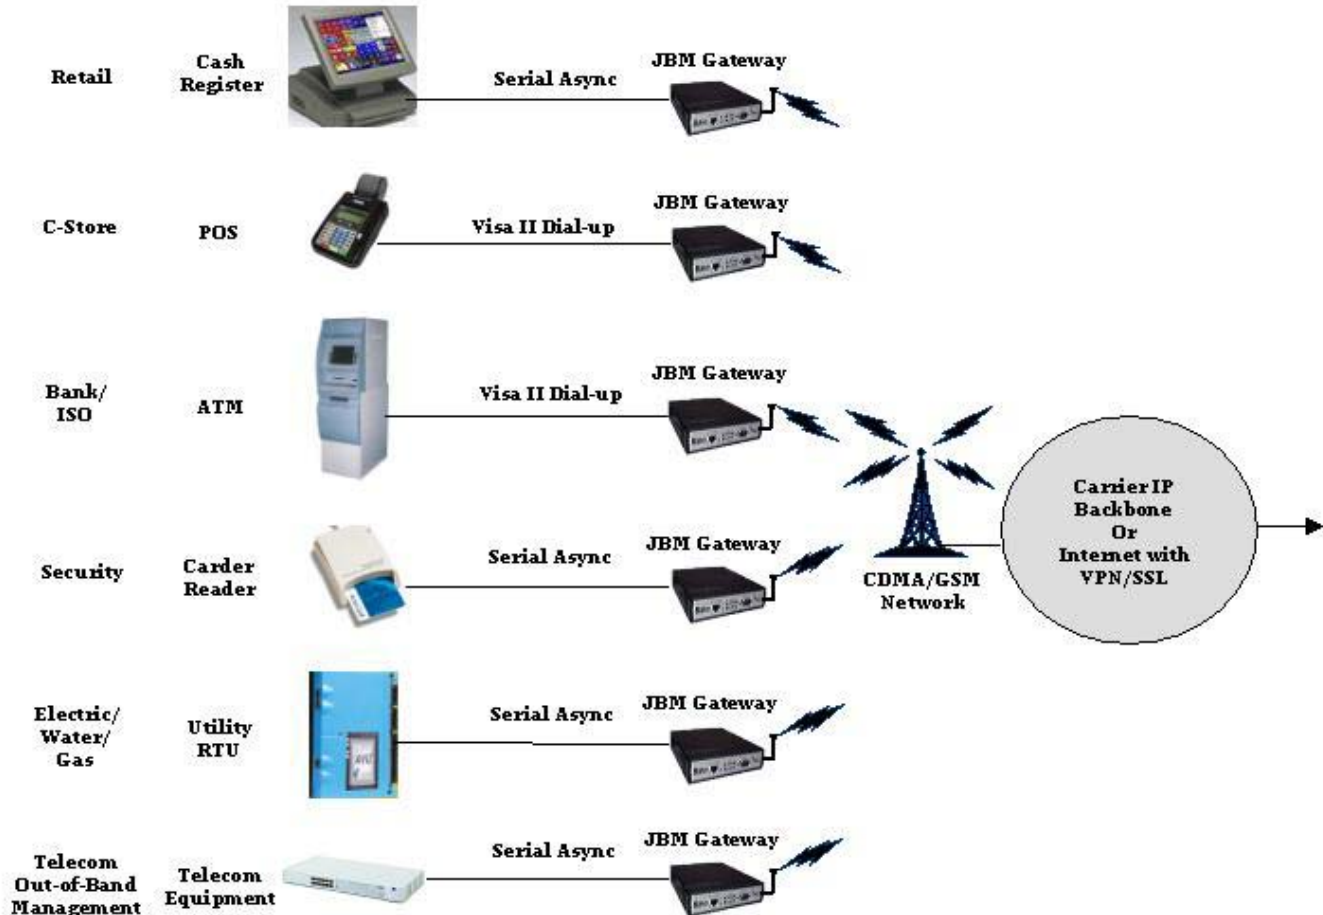 Retail
Cash
Register
Serial Async
JBM Gateway
C-Store
POS
Visa II Dial-up
JBM Gateway
Bank/
ISO
ATM
Visa II Dial-up
JBM Gateway
Security
Carder
Reader
Serial Async
JBM Gateway
CDMA/GSM
Network
Carrier IP
Backbone
Or
Internet with
VPN/SSL
Electric/
Water/
Gas
Utility
RTU
Serial Async
JBM Gateway
Telecom
Out-of-Band
Management
Telecom
Equipment
Serial Async
JBM Gateway